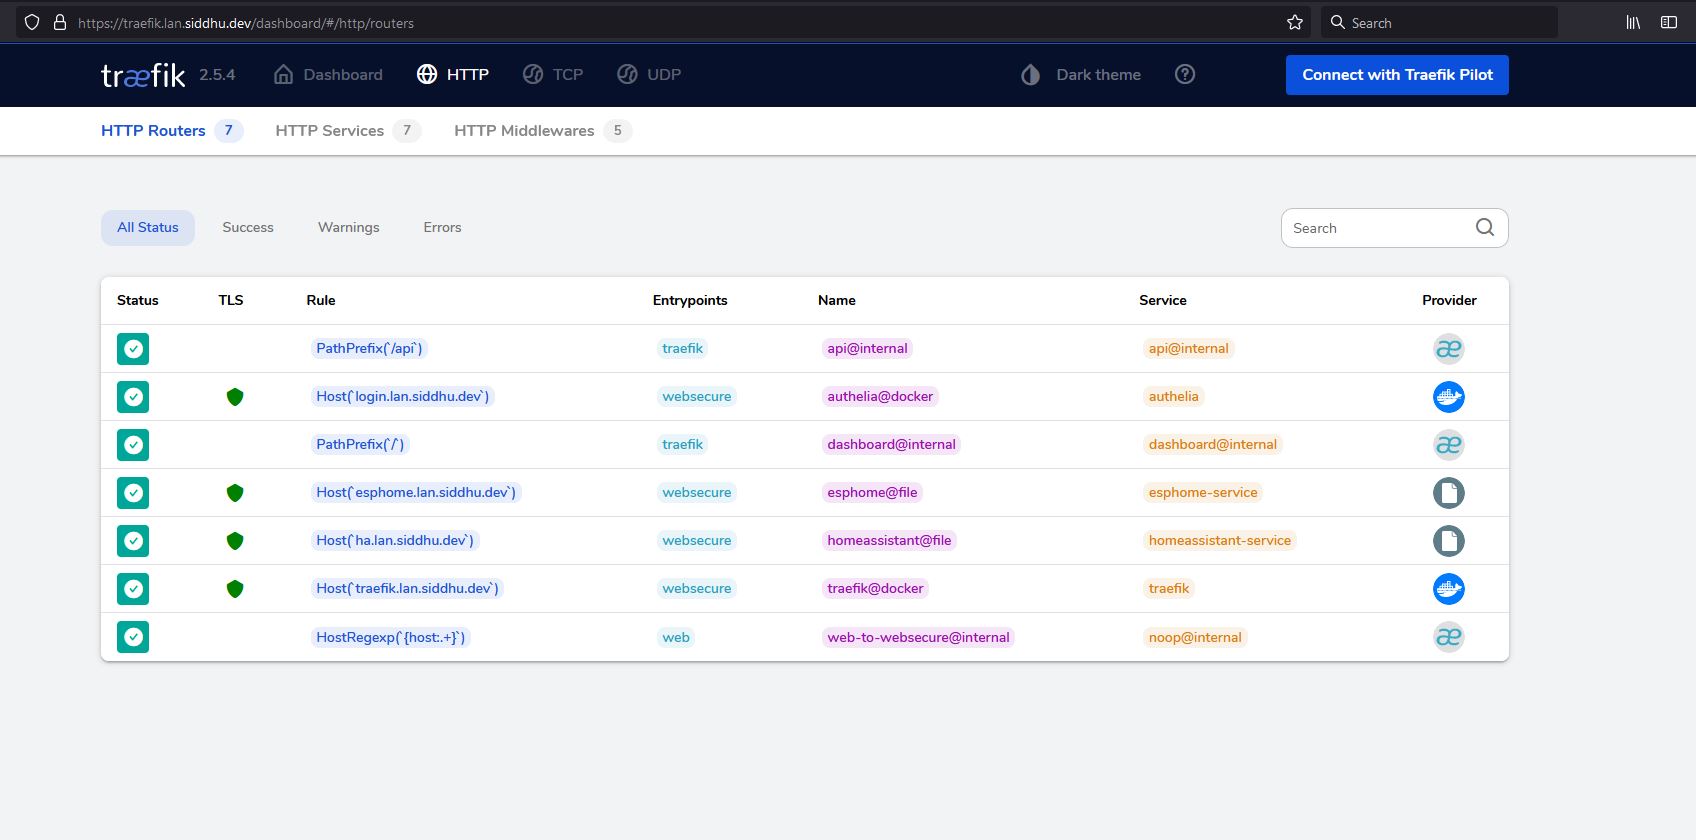 https://traefik.lan.siddhu.dev/dashboard/#/http/routers Search
træfik 2.5.4 Dashboard HTTP TCP UDP Dark theme Connect with Traefik Pilot
HTTP Routers 7 HTTP Services 7 HTTP Middlewares 5
All Status Success Warnings Errors Search
Status TLS Rule Entrypoints Name Service Provider
PathPrefix(`/api`) traefik api@internal api@internal æ
Host(`login.lan.siddhu.dev`) websecure authelia@docker authelia
PathPrefix(`/`) traefik dashboard@internal dashboard@internal æ
Host(`esphome.lan.siddhu.dev`) websecure esphome@file esphome-service
Host(`ha.lan.siddhu.dev`) websecure homeassistant@file homeassistant-service
Host(`traefik.lan.siddhu.dev`) websecure traefik@docker traefik
HostRegexp(`{host:.+}`) web web-to-websecure@internal noop@internal æ